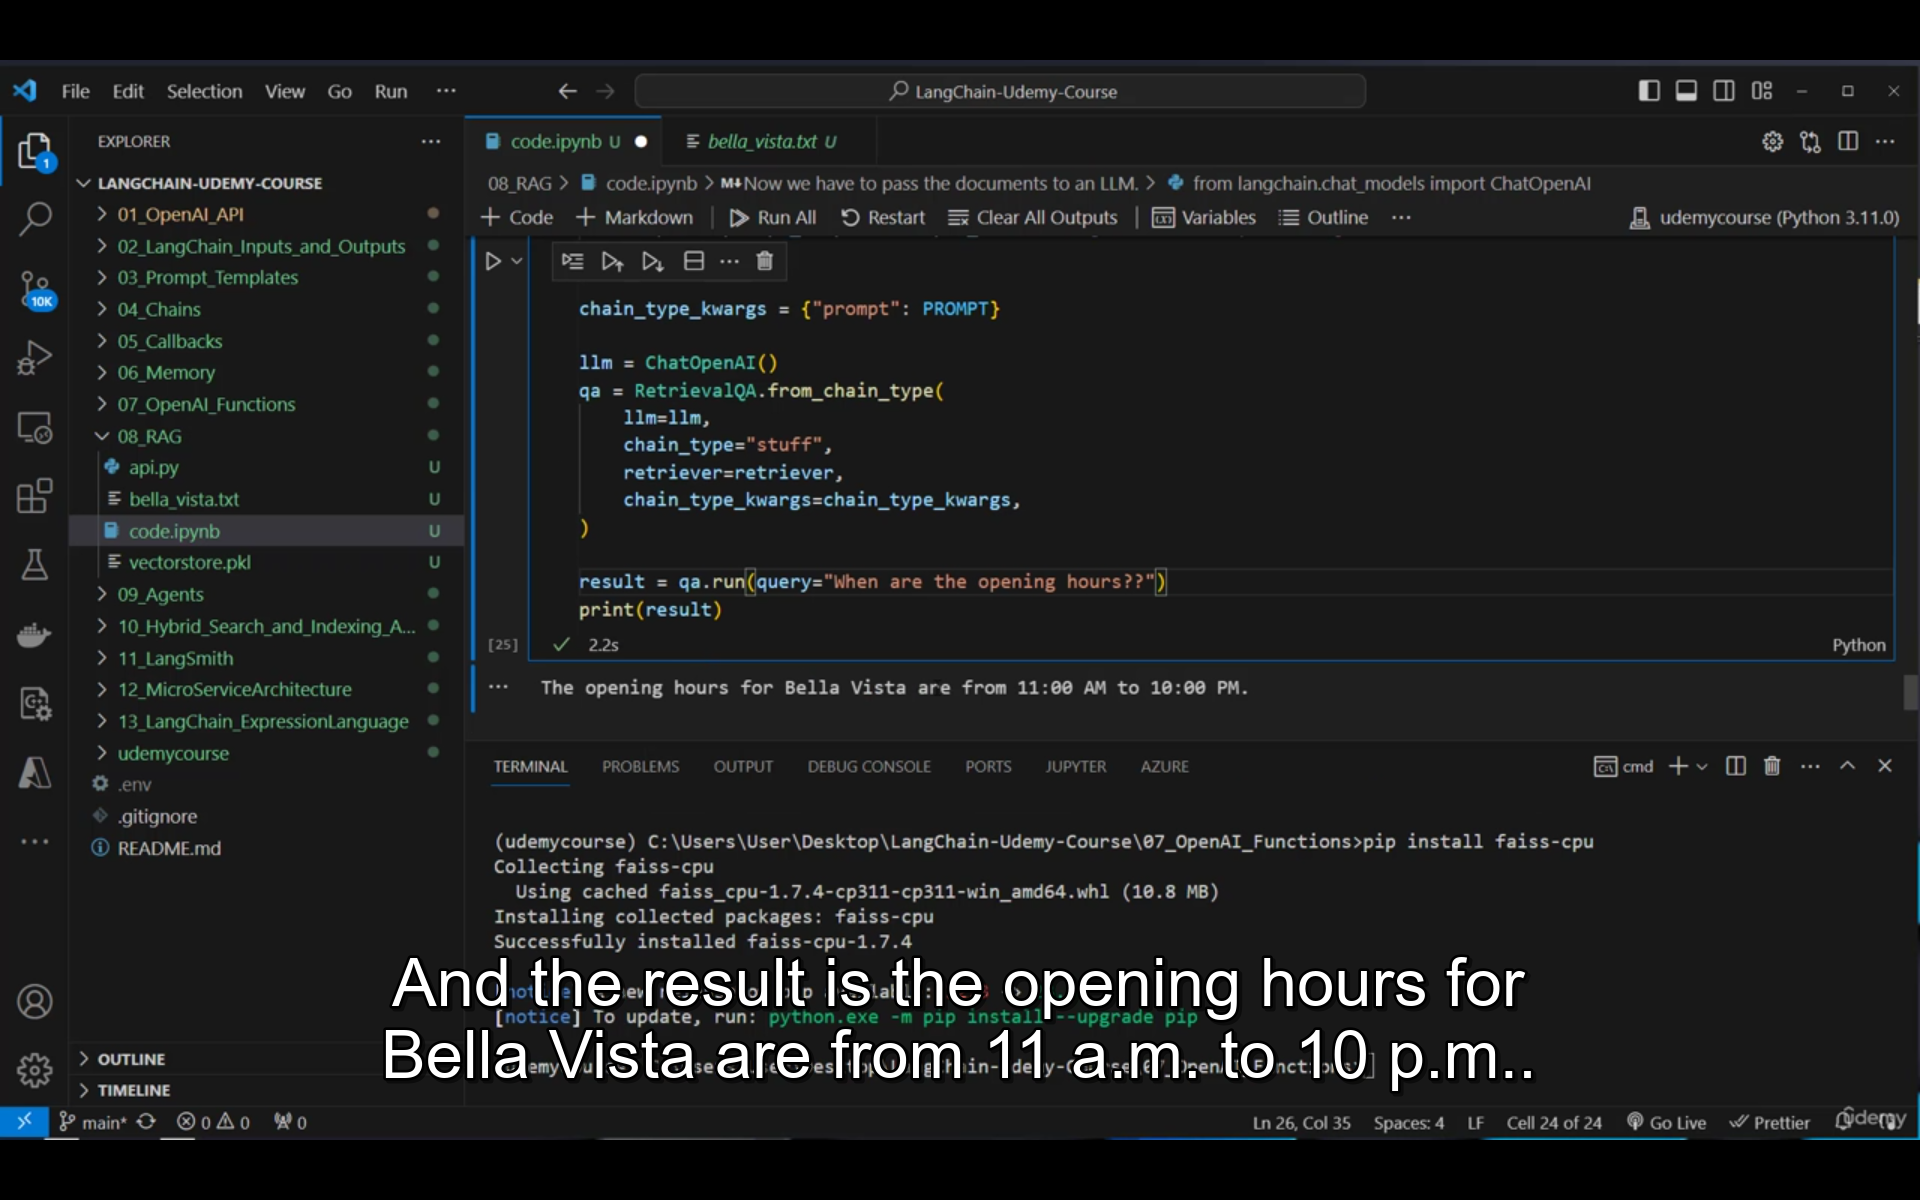 File Edit Selection View Go Run ···
LangChain-Udemy-Course
EXPLORER
1
10K
LANGCHAIN-UDEMY-COURSE
01_OpenAI_API
02_LangChain_Inputs_and_Outputs
03_Prompt_Templates
04_Chains
05_Callbacks
06_Memory
07_OpenAI_Functions
08_RAG
api.py U
bella_vista.txt U
code.ipynb U
vectorstore.pkl U
09_Agents
10_Hybrid_Search_and_Indexing_A...
11_LangSmith
12_MicroServiceArchitecture
13_LangChain_ExpressionLanguage
udemycourse
.env
.gitignore
README.md
OUTLINE
TIMELINE
code.ipynb U
bella_vista.txt U
08_RAG > code.ipynb > M↓Now we have to pass the documents to an LLM. > from langchain.chat_models import ChatOpenAI
+ Code + Markdown | Run All Restart Clear All Outputs | Variables Outline ···
udemycourse (Python 3.11.0)
chain_type_kwargs = {"prompt": PROMPT}
llm = ChatOpenAI()
qa = RetrievalQA.from_chain_type(
    llm=llm,
    chain_type="stuff",
    retriever=retriever,
    chain_type_kwargs=chain_type_kwargs,
)
result = qa.run(query="When are the opening hours??")
print(result)
[25] ✓ 2.2s
Python
The opening hours for Bella Vista are from 11:00 AM to 10:00 PM.
TERMINAL PROBLEMS OUTPUT DEBUG CONSOLE PORTS JUPYTER AZURE
cmd
(udemycourse) C:\Users\User\Desktop\LangChain-Udemy-Course\07_OpenAI_Functions>pip install faiss-cpu
Collecting faiss-cpu
  Using cached faiss_cpu-1.7.4-cp311-cp311-win_amd64.whl (10.8 MB)
Installing collected packages: faiss-cpu
Successfully installed faiss-cpu-1.7.4
[notice] To update, run: python.exe -m pip install --upgrade pip
And the result is the opening hours for
Bella Vista are from 11 a.m. to 10 p.m..
main* 0 0 0
Ln 26, Col 35 Spaces: 4 LF Cell 24 of 24 Go Live Prettier
udemy